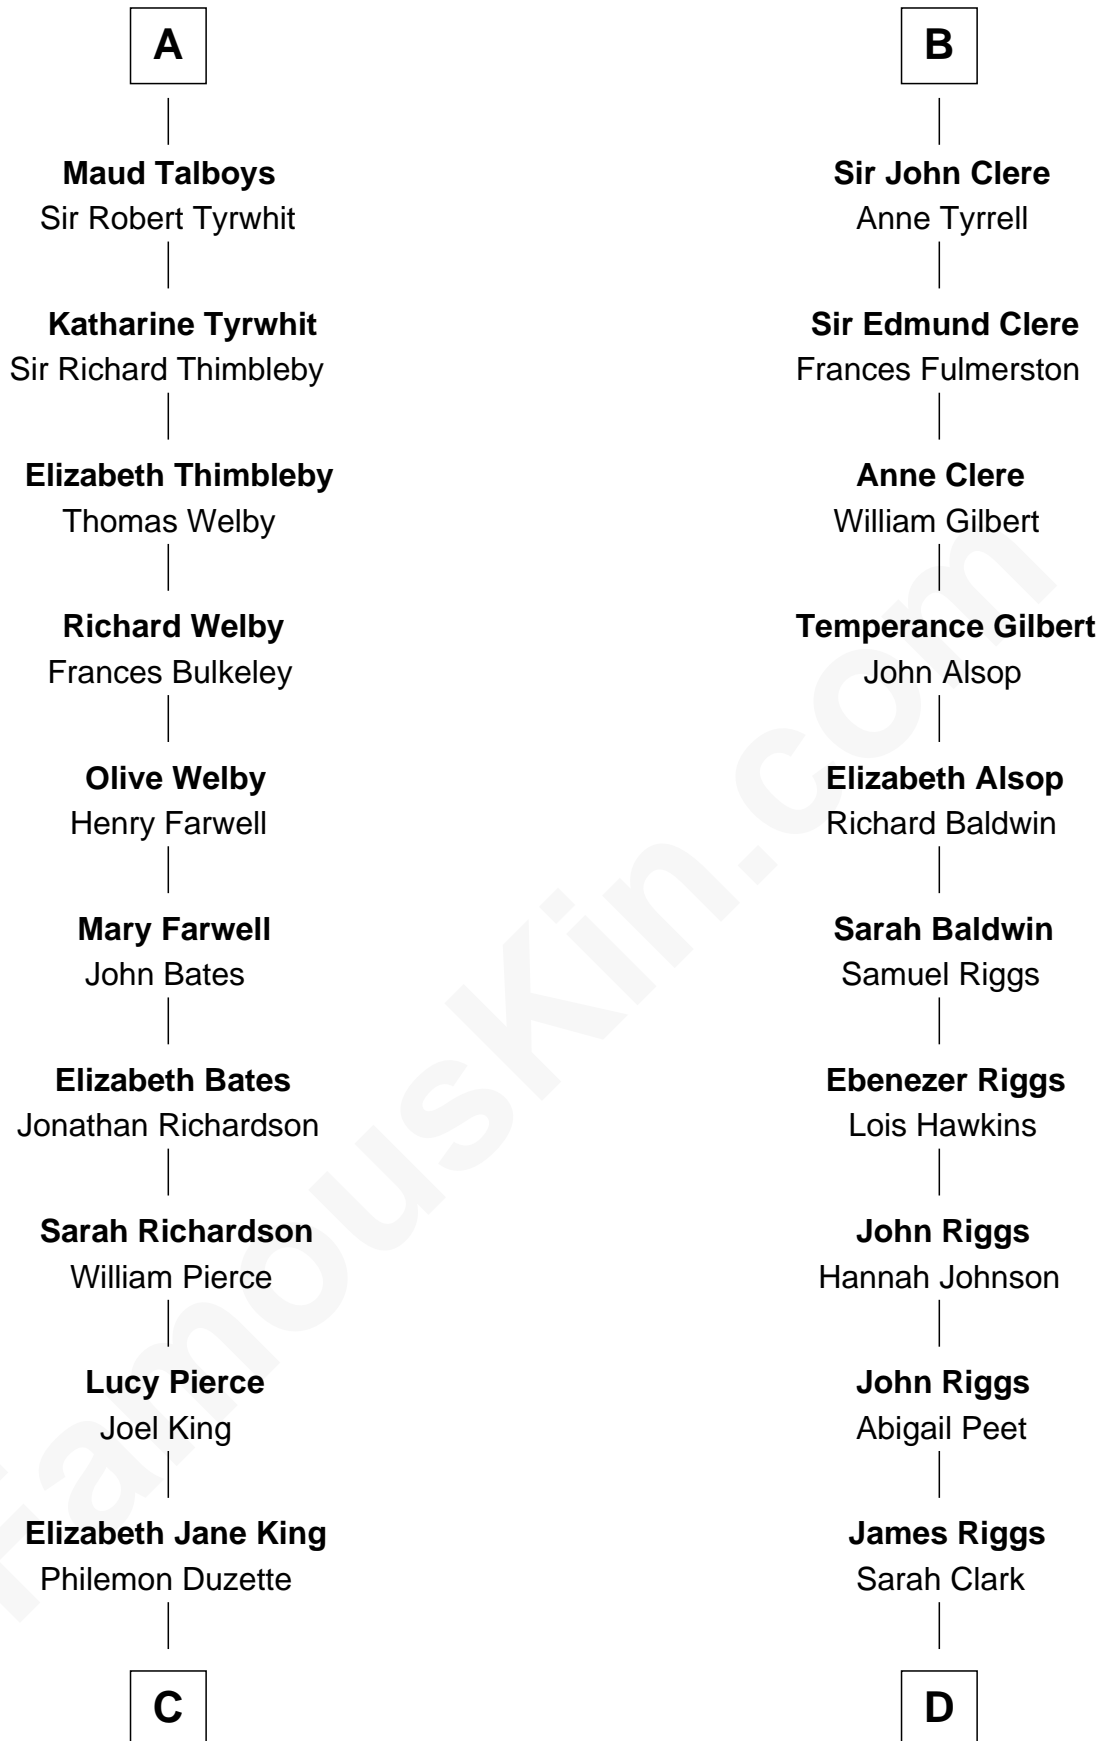 A
Maud Talboys
Sir Robert Tyrwhit
Katharine Tyrwhit
Sir Richard Thimbleby
Elizabeth Thimbleby
Thomas Welby
Richard Welby
Frances Bulkeley
Olive Welby
Henry Farwell
Mary Farwell
John Bates
Elizabeth Bates
Jonathan Richardson
Sarah Richardson
William Pierce
Lucy Pierce
Joel King
Elizabeth Jane King
Philemon Duzette
C
B
Sir John Clere
Anne Tyrrell
Sir Edmund Clere
Frances Fulmerston
Anne Clere
William Gilbert
Temperance Gilbert
John Alsop
Elizabeth Alsop
Richard Baldwin
Sarah Baldwin
Samuel Riggs
Ebenezer Riggs
Lois Hawkins
John Riggs
Hannah Johnson
John Riggs
Abigail Peet
James Riggs
Sarah Clark
D
FamousKin.com